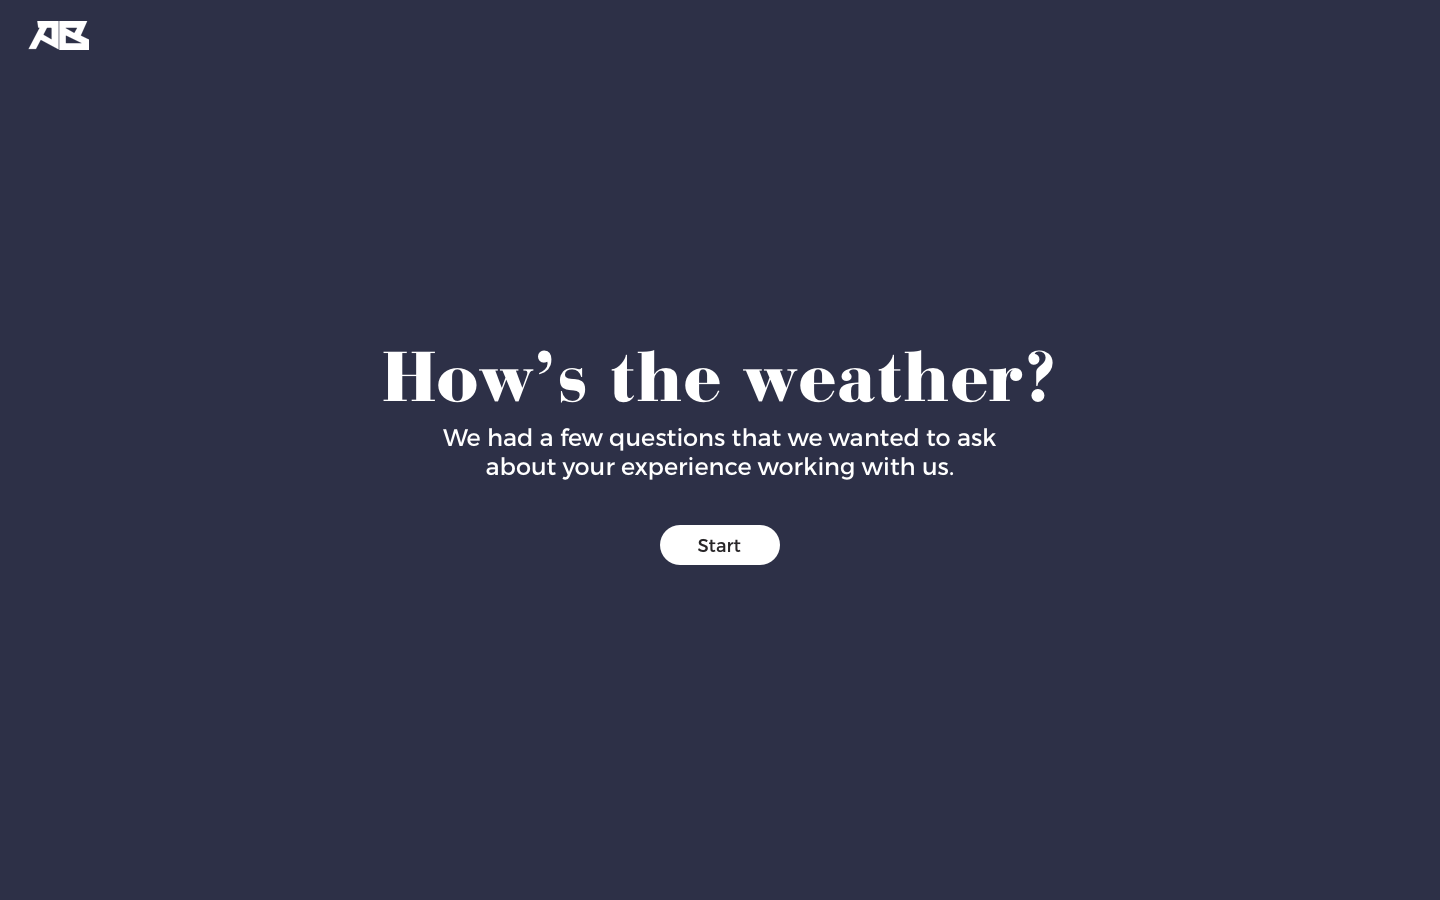 AB
How’s the weather?
We had a few questions that we wanted to ask
about your experience working with us.
Start